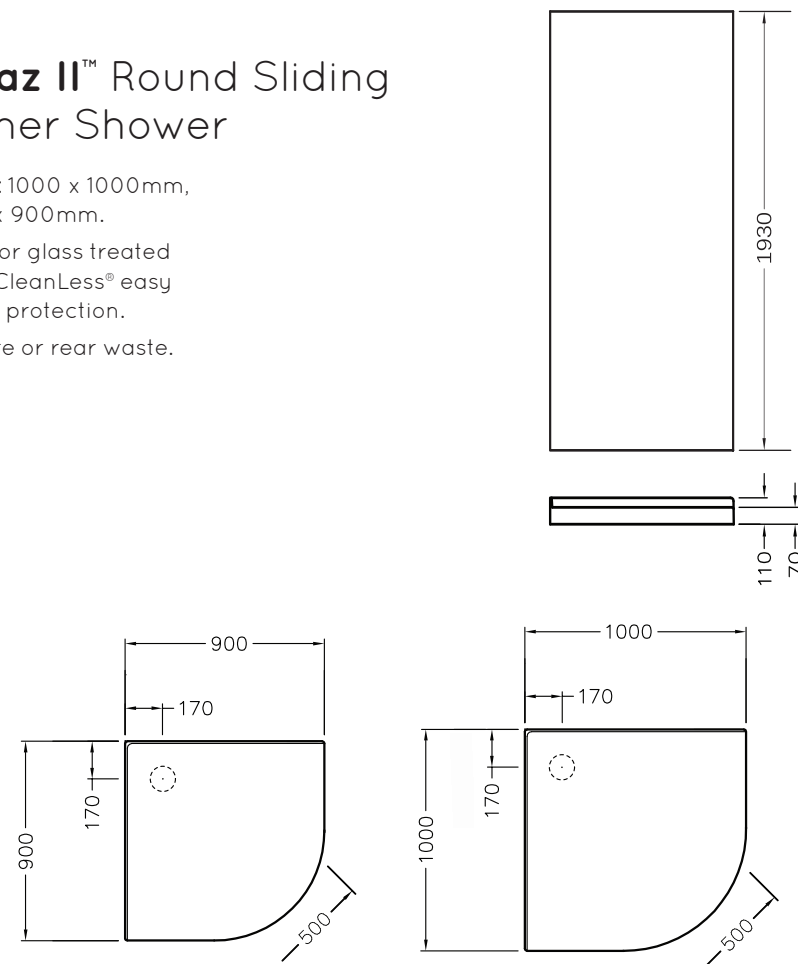 az II™ Round Sliding
ner Shower
: 1000 x 1000mm,
x 900mm.
or glass treated
CleanLess® easy
protection.
re or rear waste.
1930
110
70
900
170
170
900
500
1000
170
170
1000
500